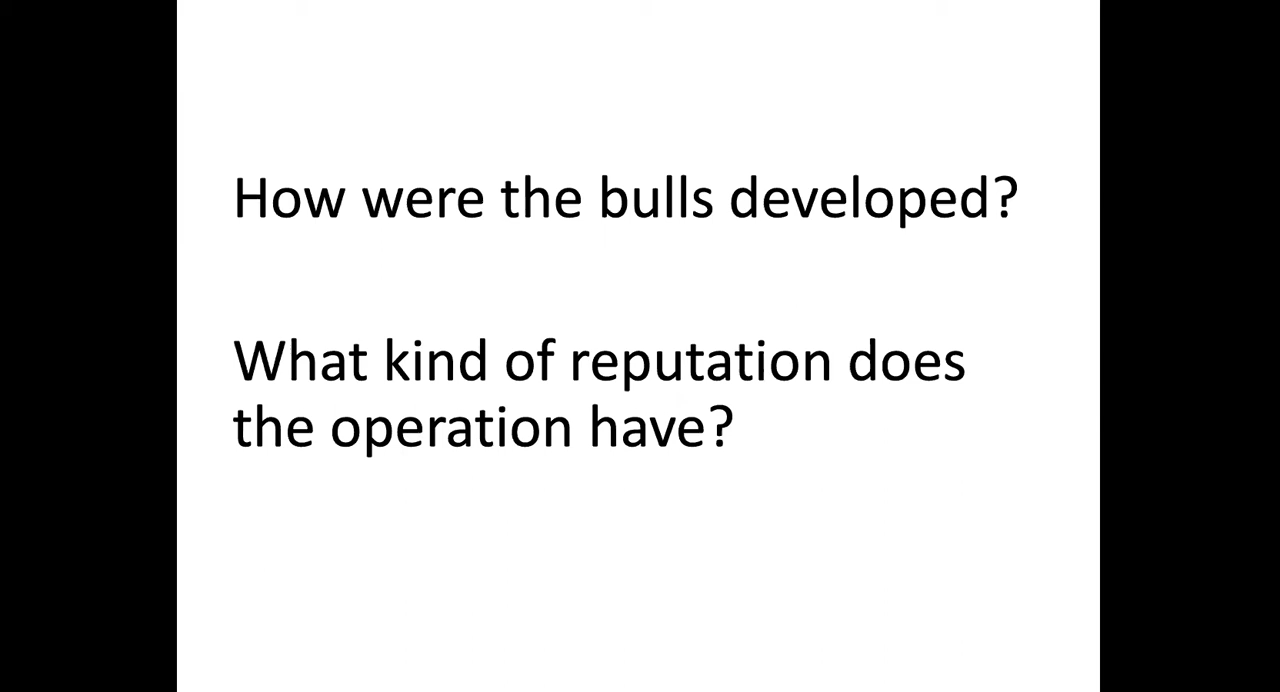 How were the bulls developed?
What kind of reputation does
the operation have?